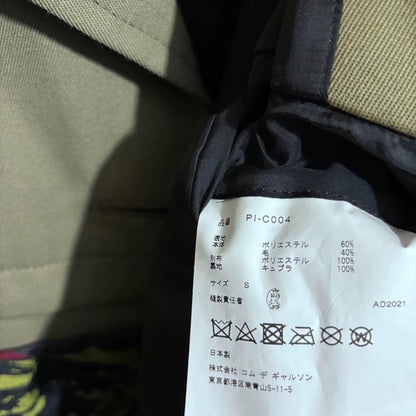 品番 PI-C004
表地
本体 ポリエステル 60%
毛 40%
別布 ポリエステル 100%
裏地 キュプラ 100%
サイズ S
縫製責任者
AD2021
日本製
株式会社 コム デ ギャルソン
東京都港区南青山5-11-5